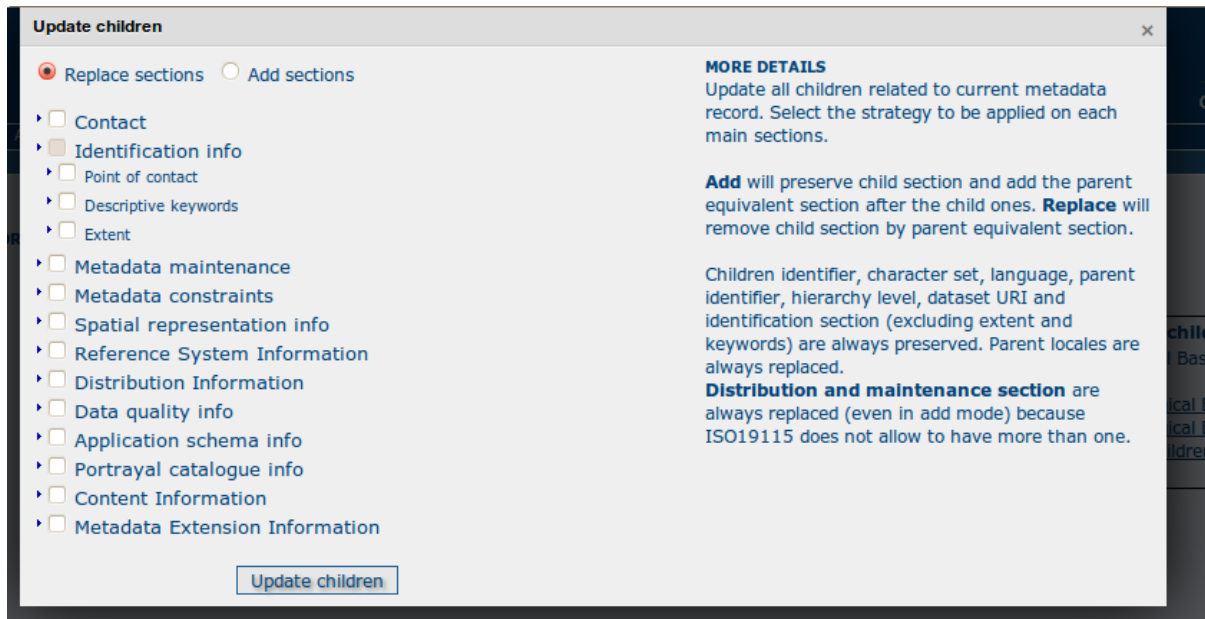 Update children
×
Replace sections Add sections
Contact
Identification info
Point of contact
Descriptive keywords
Extent
Metadata maintenance
Metadata constraints
Spatial representation info
Reference System Information
Distribution Information
Data quality info
Application schema info
Portrayal catalogue info
Content Information
Metadata Extension Information
Update children
MORE DETAILS
Update all children related to current metadata
record. Select the strategy to be applied on each
main sections.
Add will preserve child section and add the parent
equivalent section after the child ones. Replace will
remove child section by parent equivalent section.
Children identifier, character set, language, parent
identifier, hierarchy level, dataset URI and
identification section (excluding extent and
keywords) are always preserved. Parent locales are
always replaced.
Distribution and maintenance section are
always replaced (even in add mode) because
ISO19115 does not allow to have more than one.